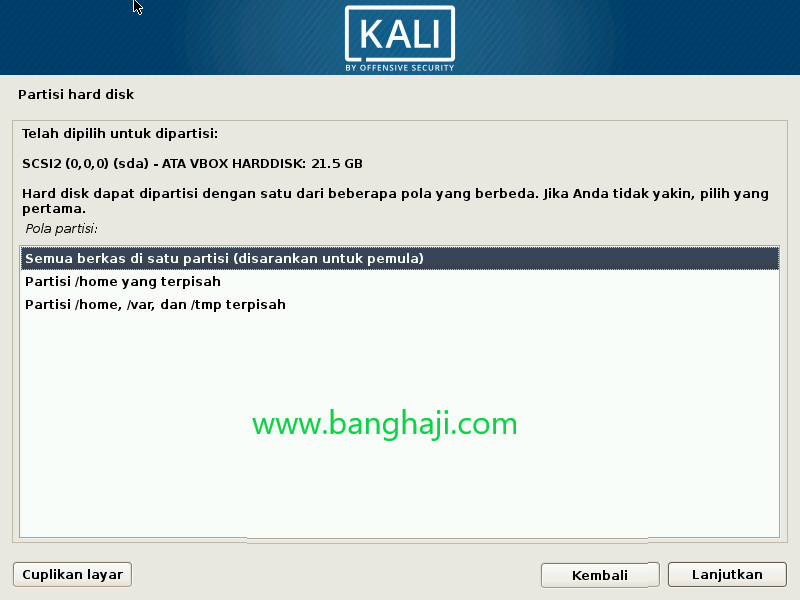 KALI
BY OFFENSIVE SECURITY
Partisi hard disk
Telah dipilih untuk dipartisi:
SCSI2 (0,0,0) (sda) - ATA VBOX HARDDISK: 21.5 GB
Hard disk dapat dipartisi dengan satu dari beberapa pola yang berbeda. Jika Anda tidak yakin, pilih yang
pertama.
Pola partisi:
Semua berkas di satu partisi (disarankan untuk pemula)
Partisi /home yang terpisah
Partisi /home, /var, dan /tmp terpisah
www.banghaji.com
Cuplikan layar
Kembali
Lanjutkan